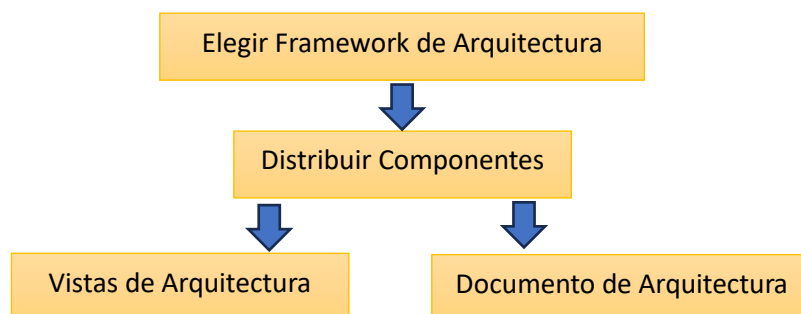 Elegir Framework de Arquitectura
Distribuir Componentes
Vistas de Arquitectura
Documento de Arquitectura